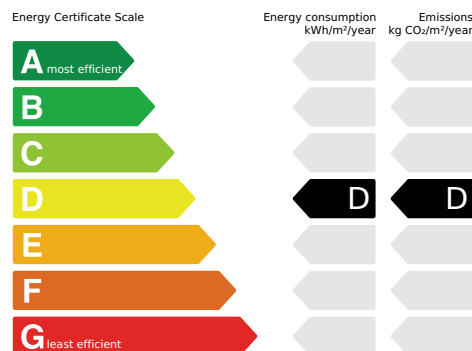 Energy Certificate Scale
Energy consumption
kWh/m²/year
Emissions
kg CO₂/m²/year
A most efficient
B
C
D D D
E
F
G least efficient